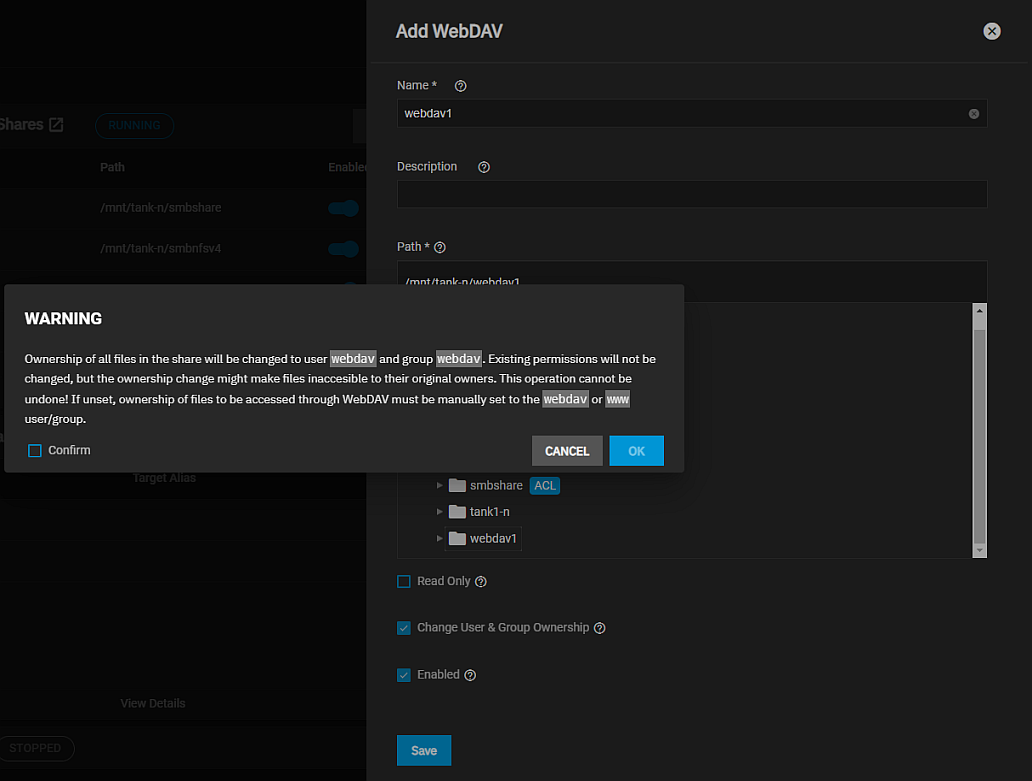 Add WebDAV
Name *
webdav1
Shares
RUNNING
Path
Enabled
Description
/mnt/tank-n/smbshare
/mnt/tank-n/smbnfsv4
Path *
/mnt/tank-n/webdav1
WARNING
Ownership of all files in the share will be changed to user webdav and group webdav. Existing permissions will not be
changed, but the ownership change might make files inaccesible to their original owners. This operation cannot be
undone! If unset, ownership of files to be accessed through WebDAV must be manually set to the webdav or www
user/group.
Confirm
CANCEL
OK
Target Alias
smbshare ACL
tank1-n
webdav1
Read Only
Change User & Group Ownership
Enabled
View Details
STOPPED
Save